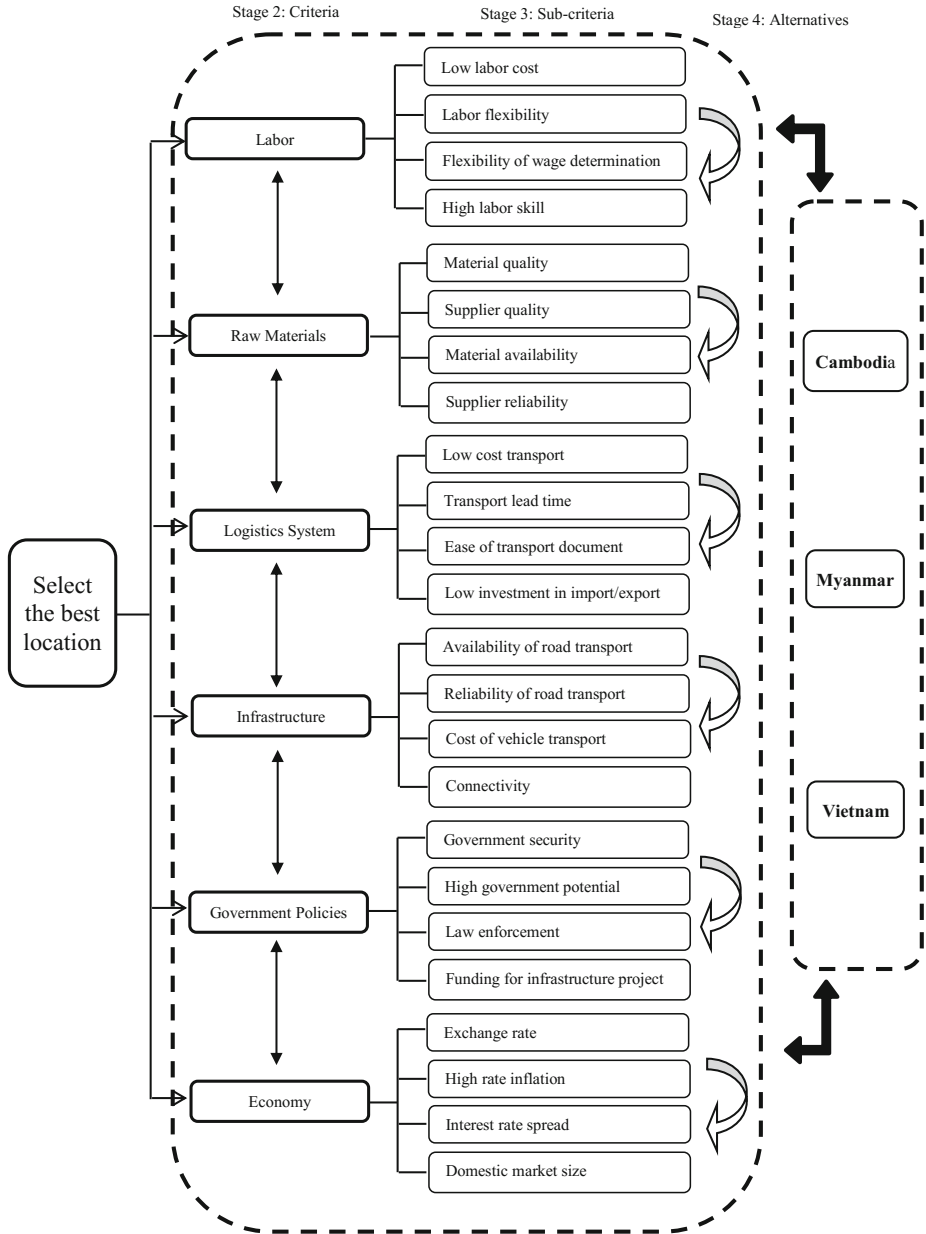 Stage 2: Criteria
Stage 3: Sub-criteria
Stage 4: Alternatives
Select
the best
location
Labor
Low labor cost
Labor flexibility
Flexibility of wage determination
High labor skill
Raw Materials
Material quality
Supplier quality
Material availability
Supplier reliability
Logistics System
Low cost transport
Transport lead time
Ease of transport document
Low investment in import/export
Infrastructure
Availability of road transport
Reliability of road transport
Cost of vehicle transport
Connectivity
Government Policies
Government security
High government potential
Law enforcement
Funding for infrastructure project
Economy
Exchange rate
High rate inflation
Interest rate spread
Domestic market size
Cambodia
Myanmar
Vietnam